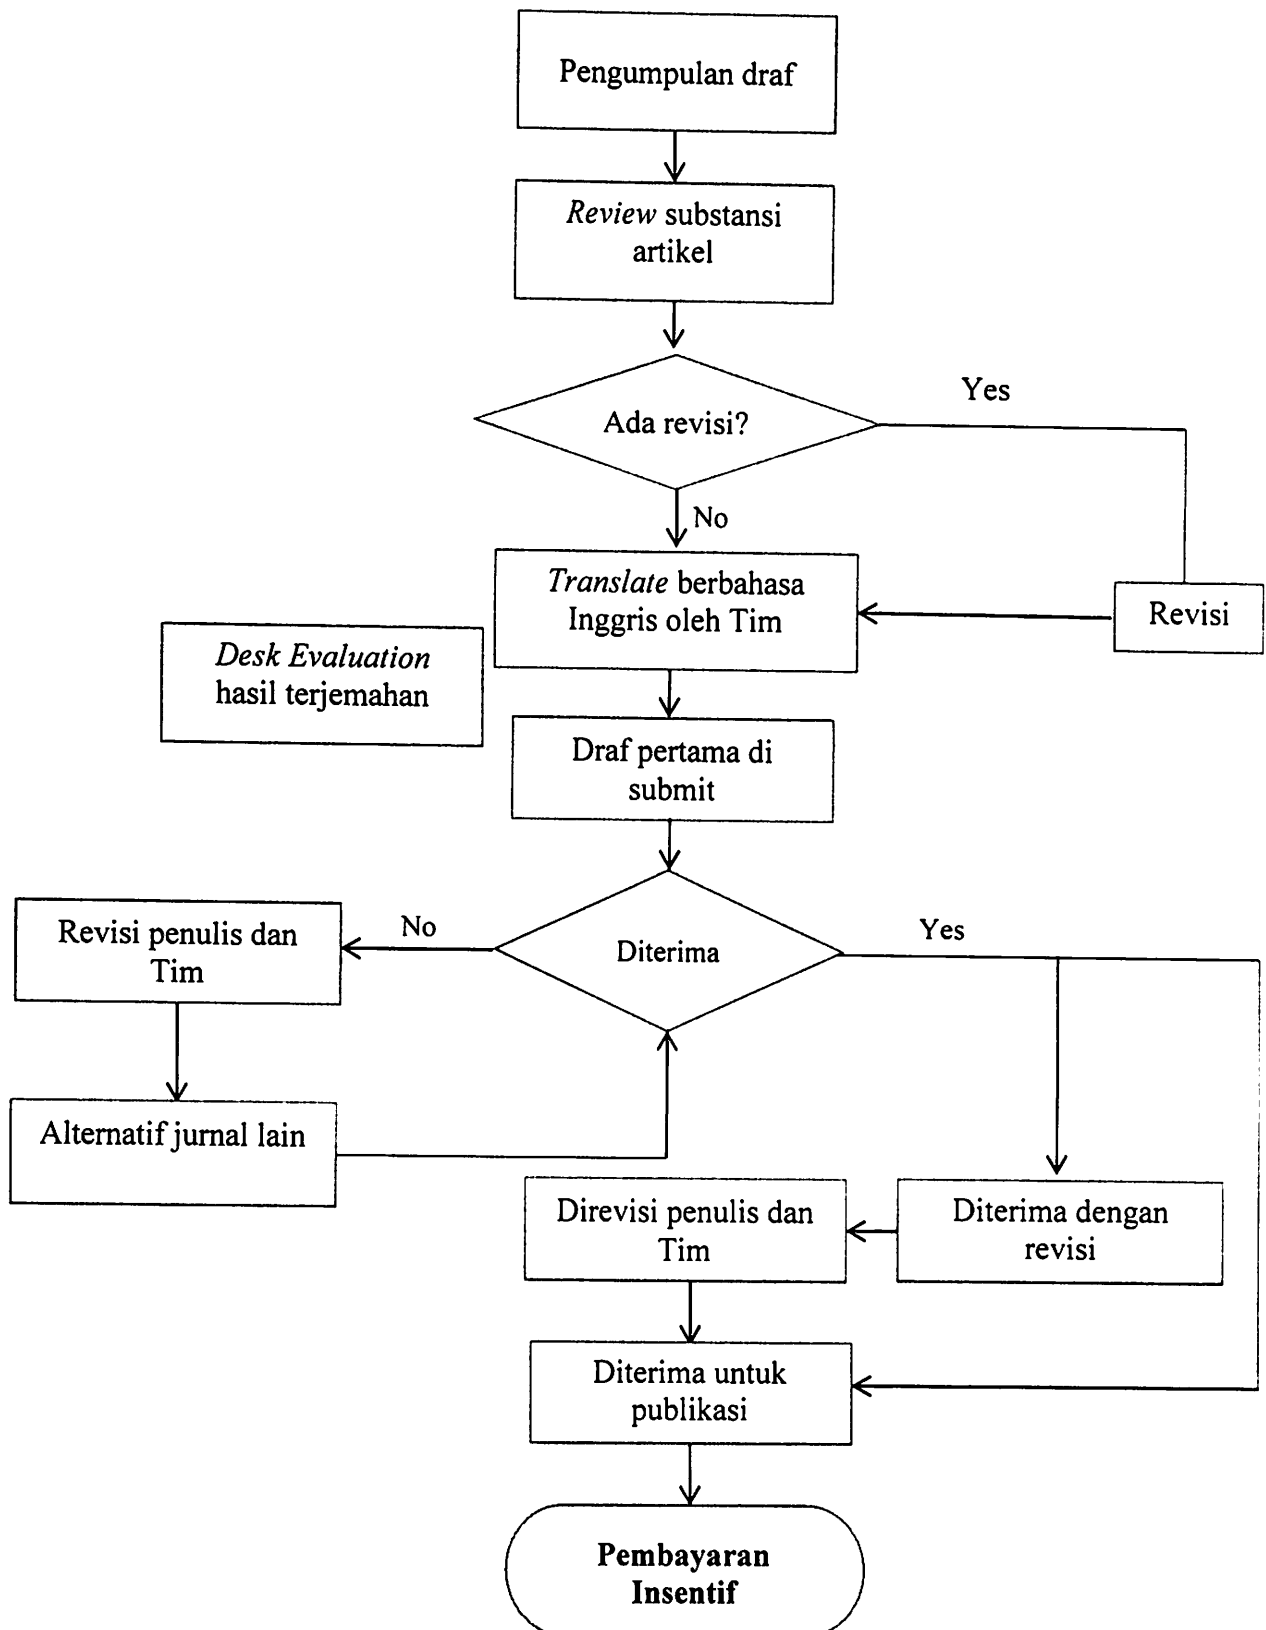 Pengumpulan draf
Review substansi
artikel
Yes
Ada revisi?
No
Translate berbahasa
Inggris oleh Tim
Revisi
Desk Evaluation
hasil terjemahan
Draf pertama di
submit
Revisi penulis dan
Tim
No
Diterima
Yes
Alternatif jurnal lain
Direvisi penulis dan
Tim
Diterima dengan
revisi
Diterima untuk
publikasi
Pembayaran
Insentif